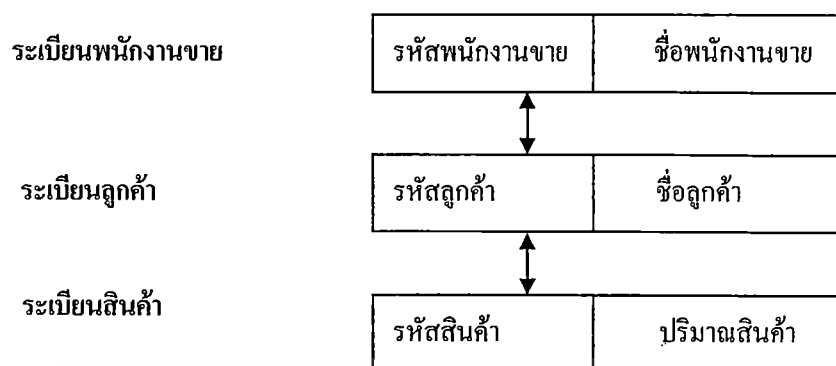 ระเบียนพนักงานขาย รหัสพนักงานขาย ชื่อพนักงานขาย
ระเบียนลูกค้า รหัสลูกค้า ชื่อลูกค้า
ระเบียนสินค้า รหัสสินค้า ปริมาณสินค้า